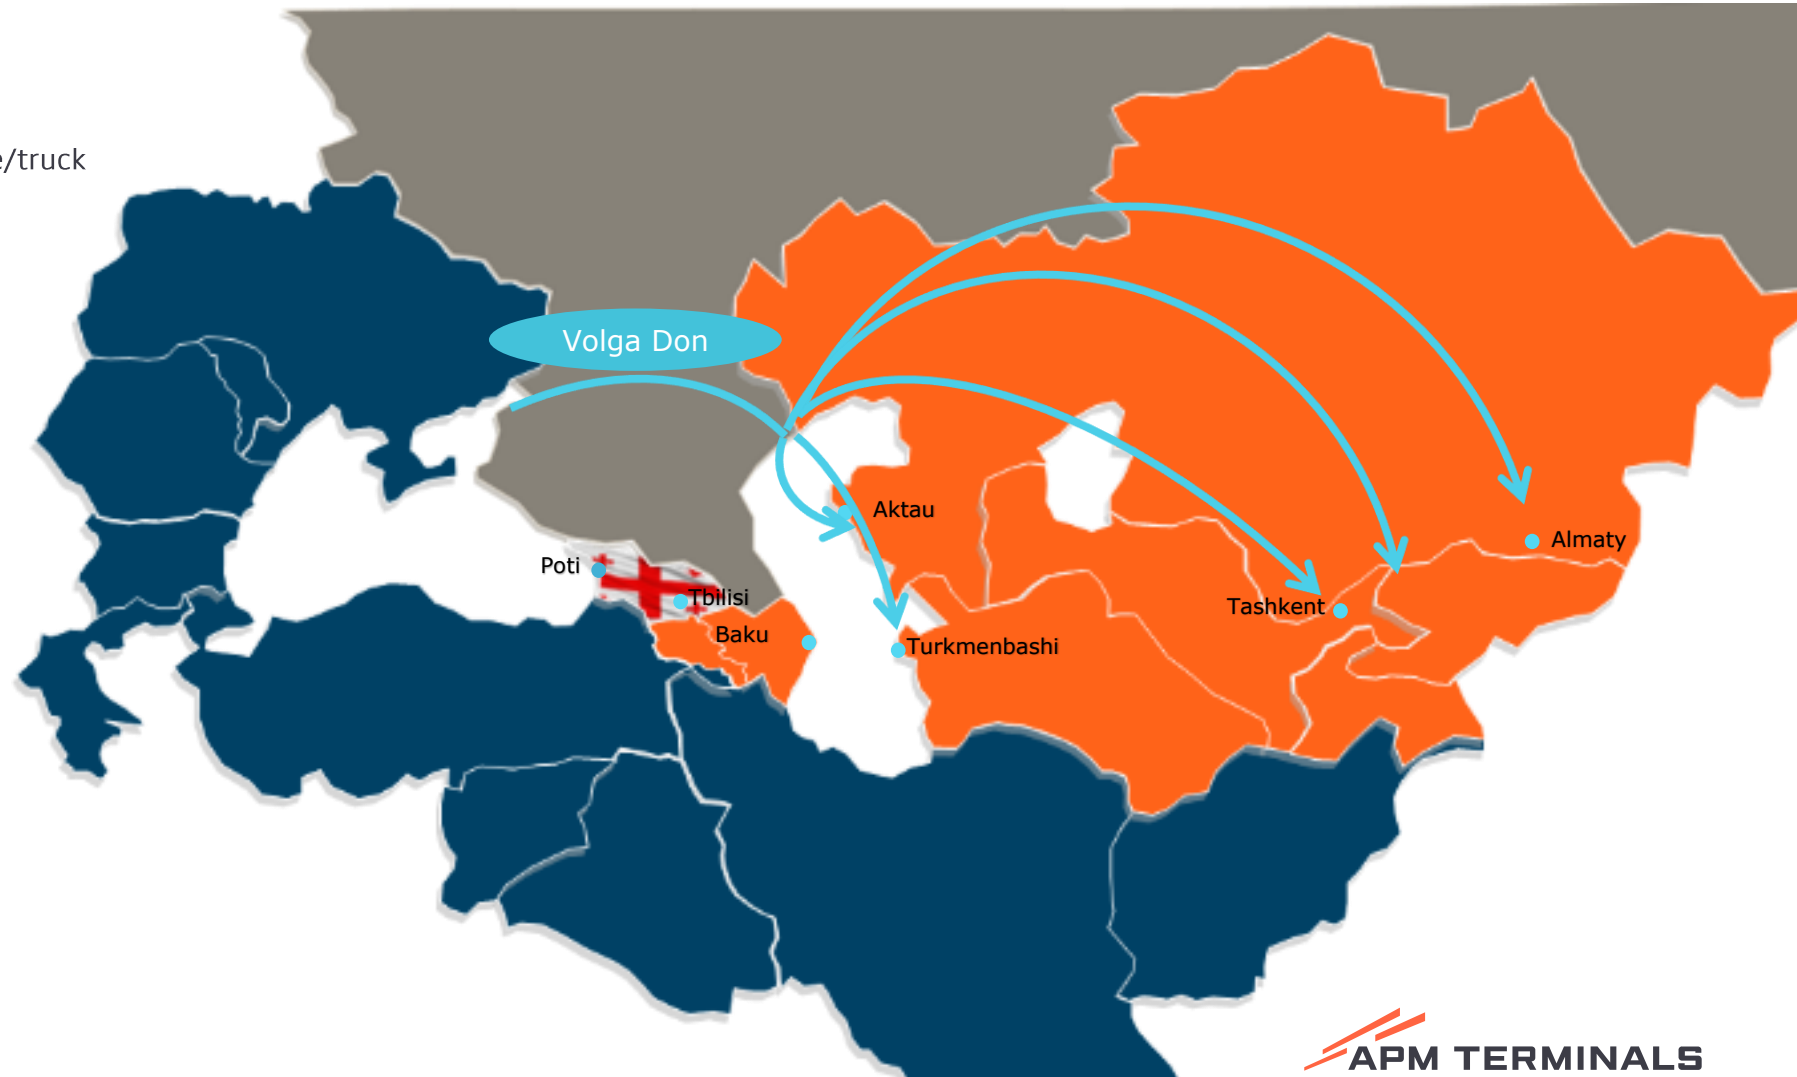 e/truck
Volga Don
Aktau
Almaty
Poti
Tbilisi
Tashkent
Baku
Turkmenbashi
APM TERMINALS